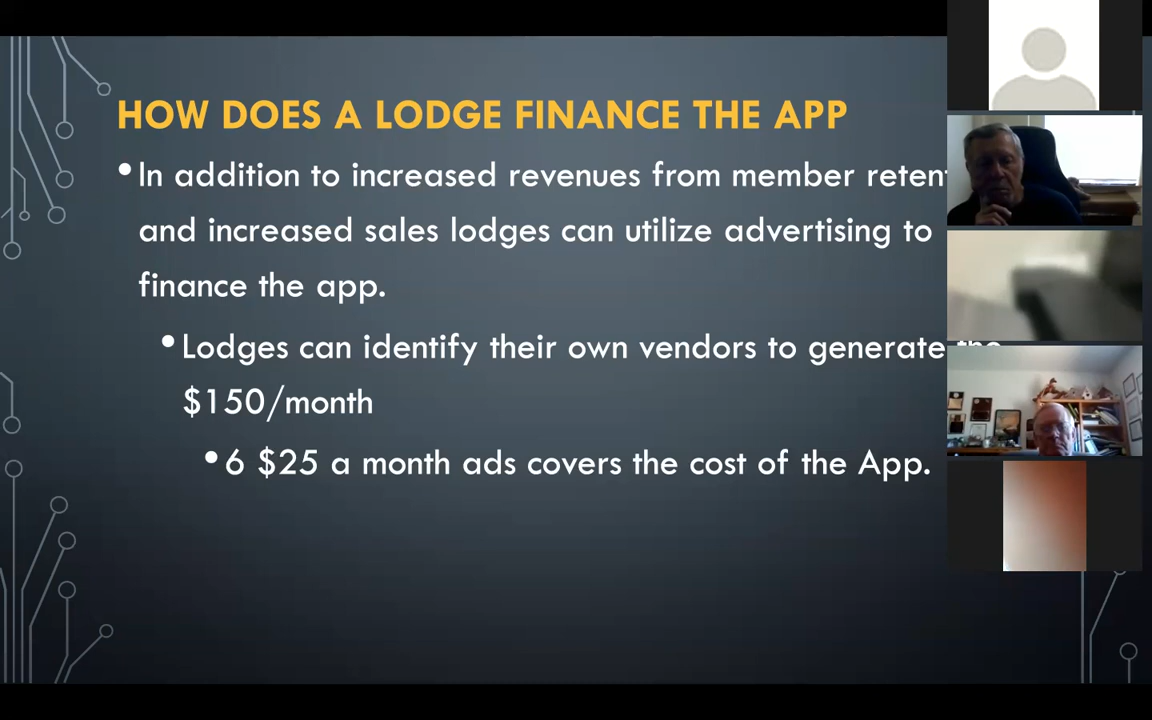 HOW DOES A LODGE FINANCE THE APP
•In addition to increased revenues from member
and increased sales lodges can utilize advertising to
finance the app.
•Lodges can identify their own vendors to generate the
$150/month
•6 $25 a month ads covers the cost of the App.